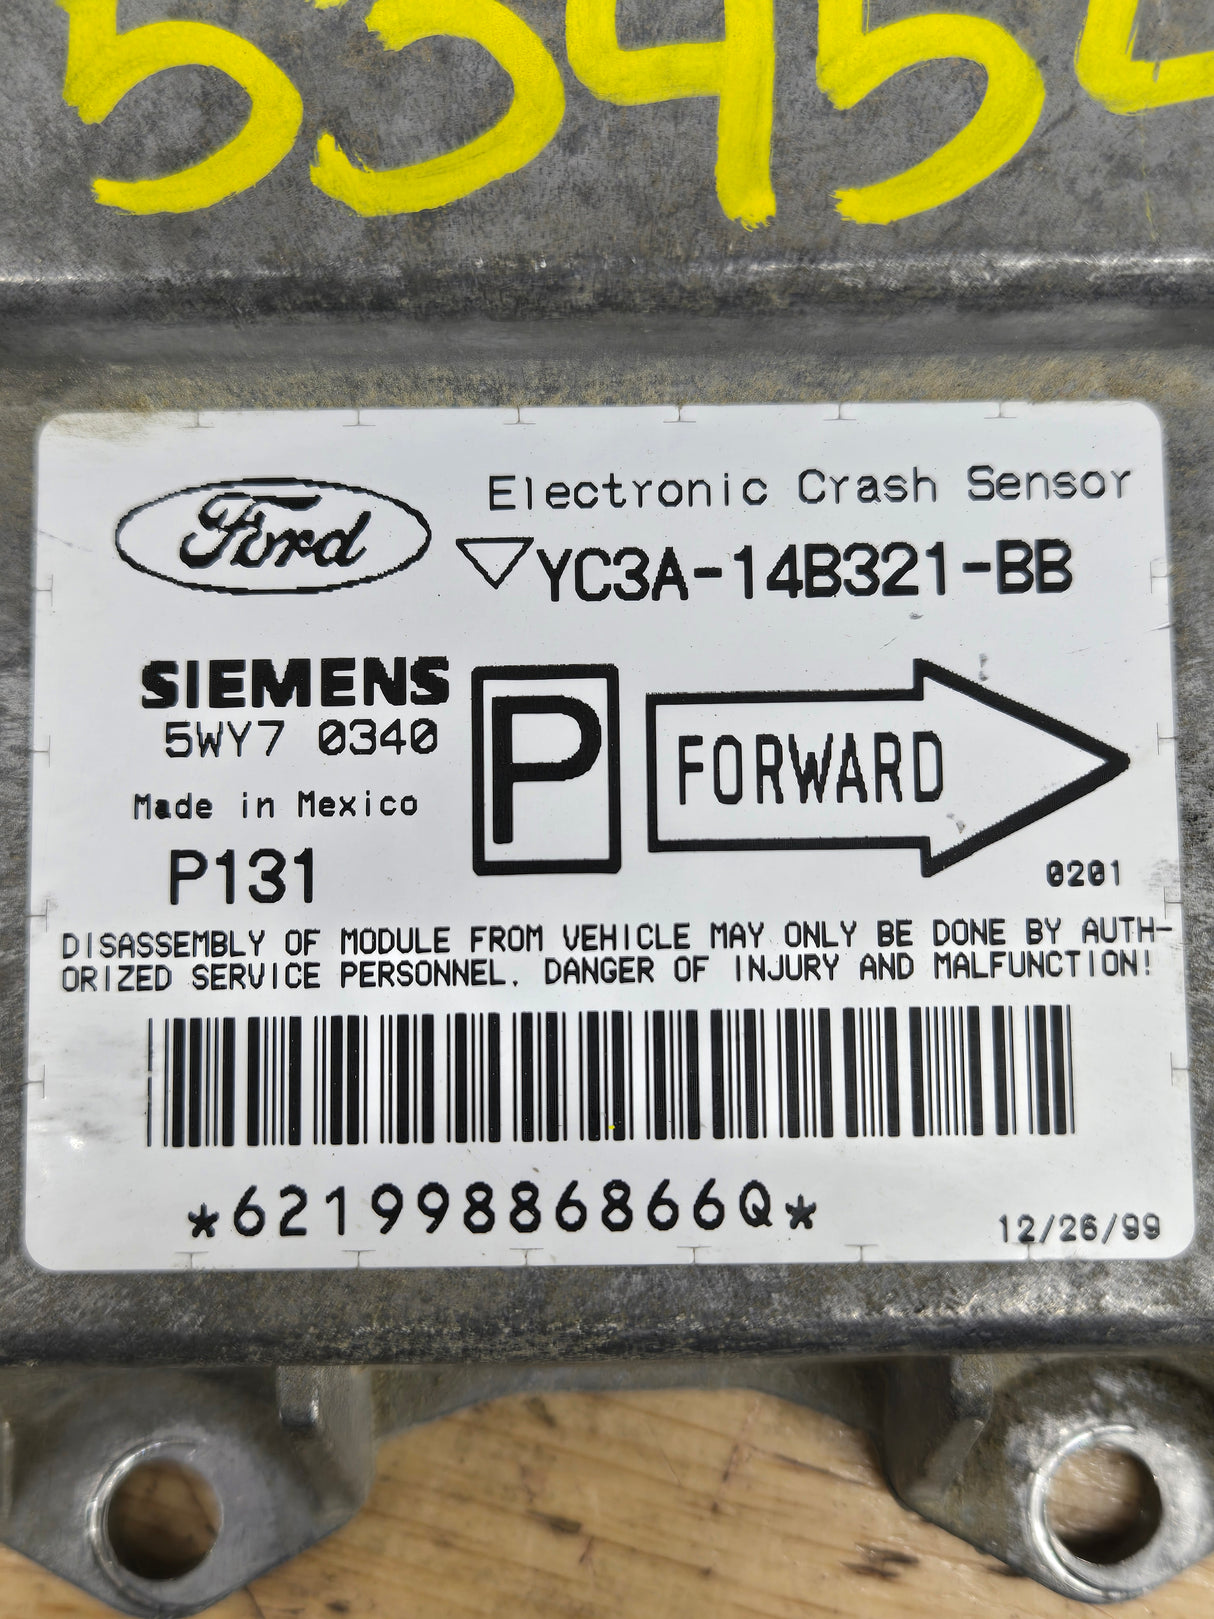 53454
Ford
Electronic Crash Sensor
YC3A-14B321-BB
SIEMENS
5WY7 0340
Made in Mexico
P131
P
FORWARD
0201
DISASSEMBLY OF MODULE FROM VEHICLE MAY ONLY BE DONE BY AUTH-
ORIZED SERVICE PERSONNEL. DANGER OF INJURY AND MALFUNCTION!
*621998868666Q*
12/26/99